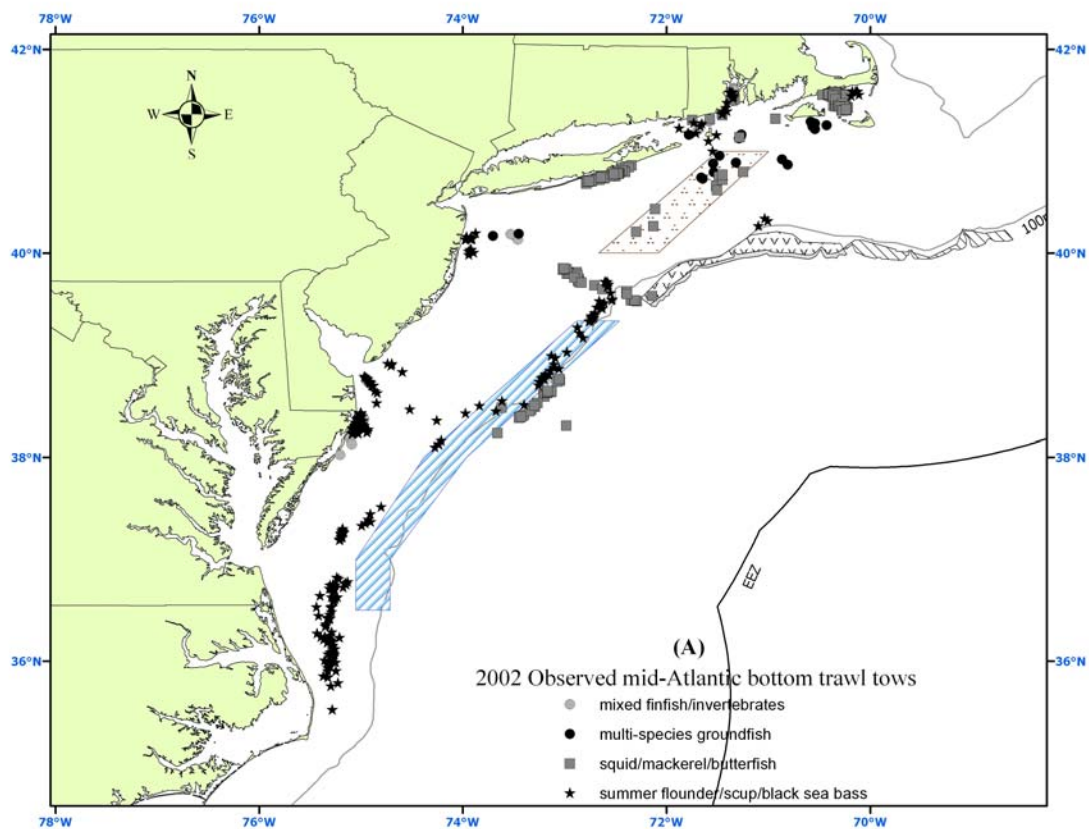 78°W 76°W 74°W 72°W 70°W
42°N 42°N
N
W E
S
100m
40°N 40°N
38°N 38°N
EEZ
36°N 36°N
(A)
2002 Observed mid-Atlantic bottom trawl tows
mixed finfish/invertebrates
multi-species groundfish
squid/mackerel/butterfish
summer flounder/scup/black sea bass
78°W 76°W 74°W 72°W 70°W